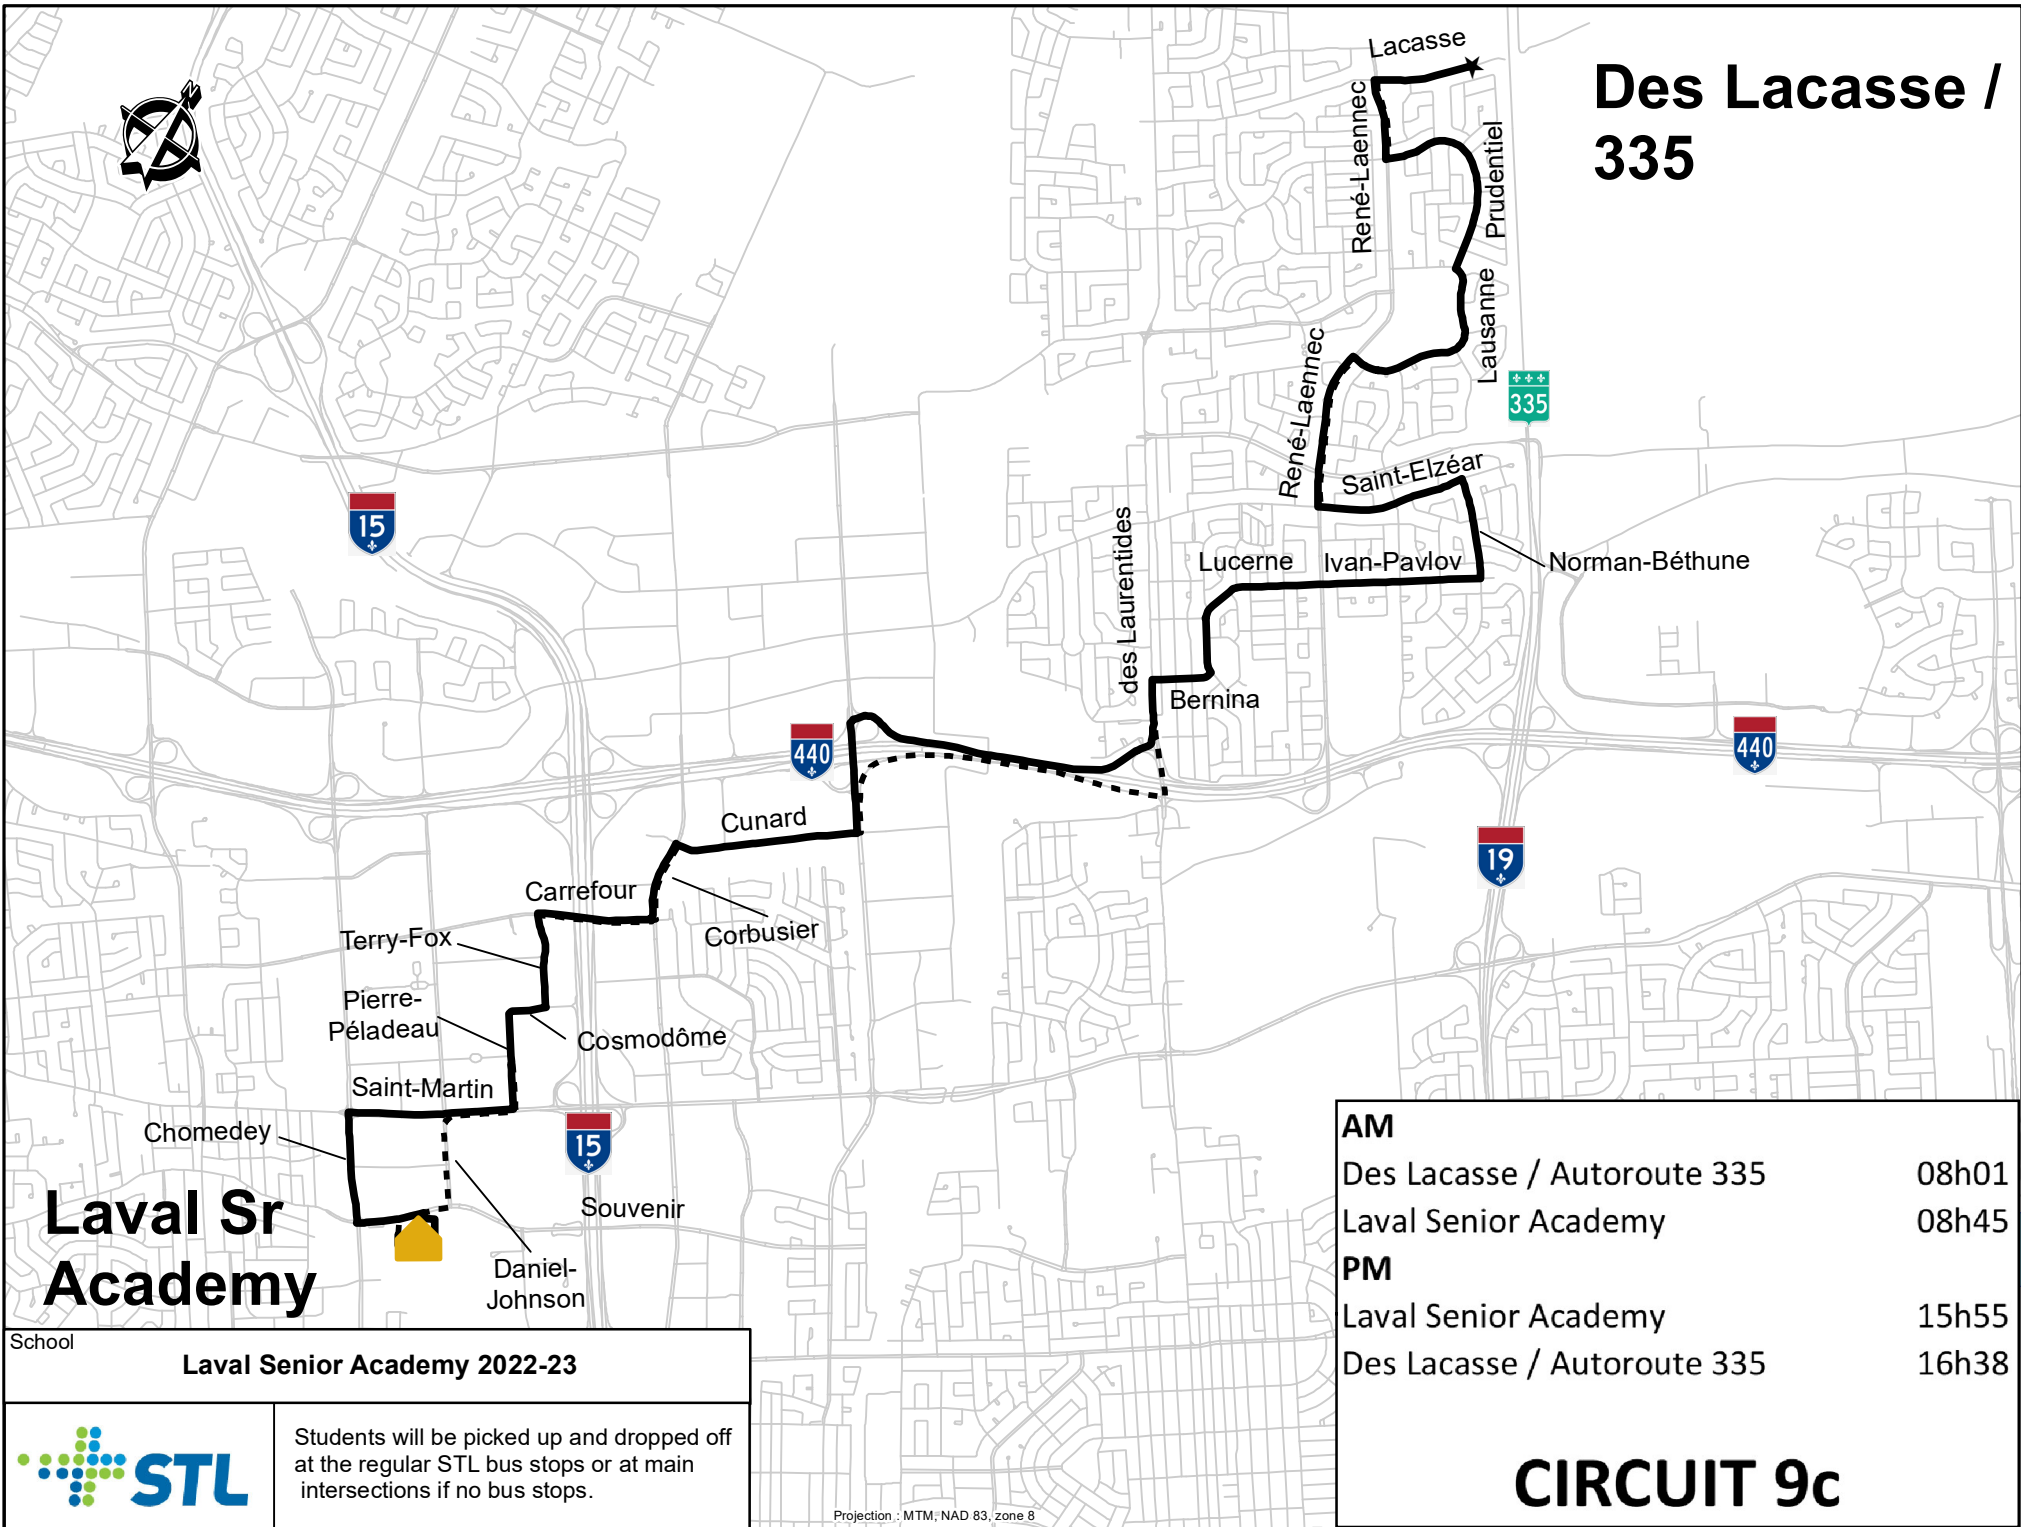 Des Lacasse /
335
N
Lacasse
René-Laennec
Prudentiel
Lausanne
René-Laennec
335
Saint-Elzéar
15
des Laurentides
Lucerne
Ivan-Pavlov
Norman-Béthune
Bernina
440
440
Cunard
19
Carrefour
Corbusier
Terry-Fox
Pierre-
Péladeau
Cosmodôme
Saint-Martin
Chomedey
15
Souvenir
Laval Sr
Academy
Daniel-
Johnson
AM
Des Lacasse / Autoroute 335 08h01
Laval Senior Academy 08h45
PM
Laval Senior Academy 15h55
Des Lacasse / Autoroute 335 16h38
CIRCUIT 9c
School
Laval Senior Academy 2022-23
STL
Students will be picked up and dropped off
at the regular STL bus stops or at main
intersections if no bus stops.
Projection : MTM, NAD 83, zone 8